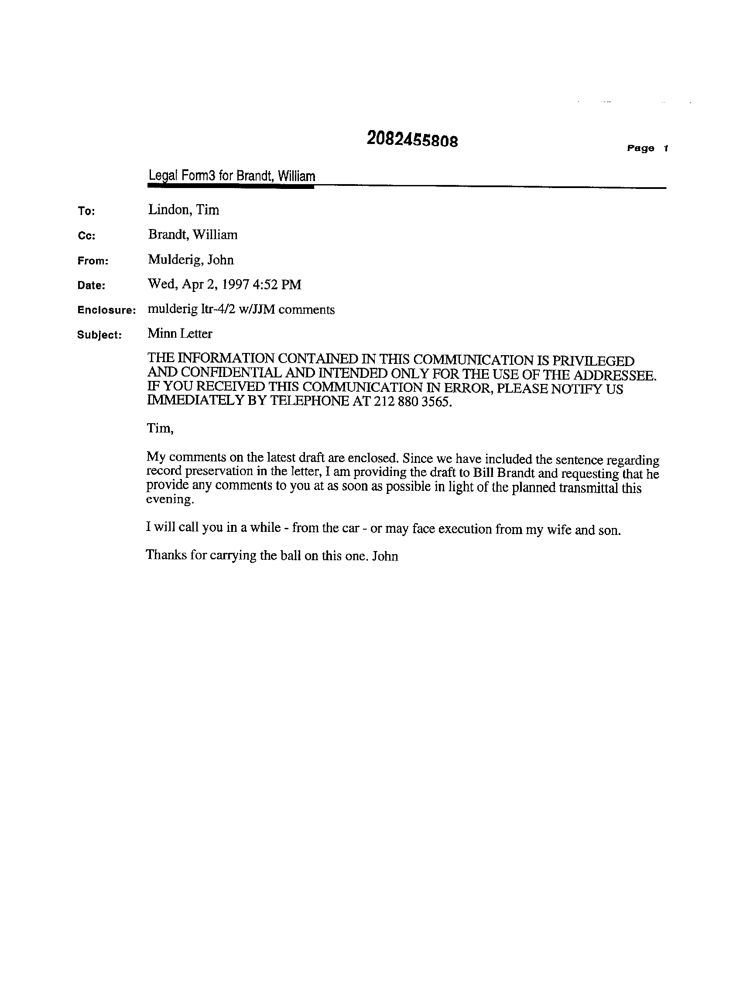 2082455808
Page 1
Legal Form3 for Brandt, William
To: Lindon, Tim
Cc: Brandt, William
From: Mulderig, John
Date: Wed, Apr 2, 1997 4:52 PM
Enclosure: mulderig ltr-4/2 w/JJM comments
Subject: Minn Letter
THE INFORMATION CONTAINED IN THIS COMMUNICATION IS PRIVILEGED
AND CONFIDENTIAL AND INTENDED ONLY FOR THE USE OF THE ADDRESSEE.
IF YOU RECEIVED THIS COMMUNICATION IN ERROR, PLEASE NOTIFY US
IMMEDIATELY BY TELEPHONE AT 212 880 3565.
Tim,
My comments on the latest draft are enclosed. Since we have included the sentence regarding
record preservation in the letter, I am providing the draft to Bill Brandt and requesting that he
provide any comments to you at as soon as possible in light of the planned transmittal this
evening.
I will call you in a while - from the car - or may face execution from my wife and son.
Thanks for carrying the ball on this one. John